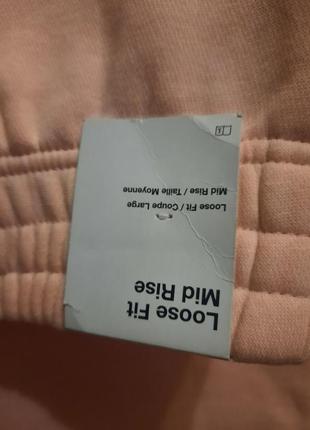 Loose Fit
Mid Rise
Loose Fit / Coupe Large
Mid Rise / Taille Moyenne